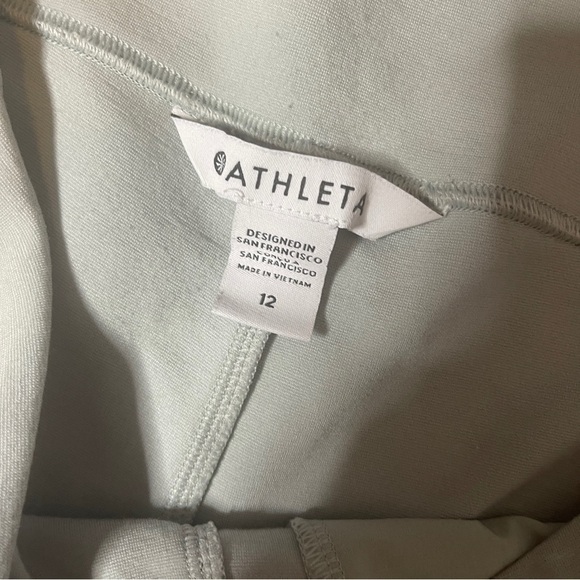 ATHLETA
DESIGNED IN
SAN FRANCISCO
SAN FRANCISCO
MADE IN VIETNAM
12